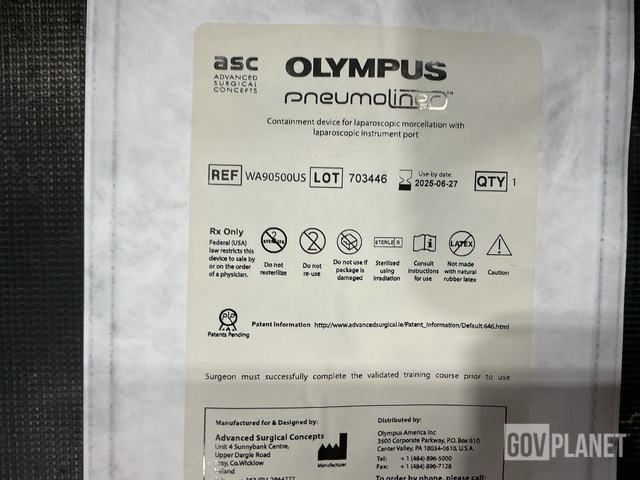 asc
ADVANCED
SURGICAL
CONCEPTS
OLYMPUS
pneumoliner™
Containment device for laparoscopic morcellation with
laparoscopic instrument port
REF WA90500US LOT 703446 Use-by date: 2025-06-27 QTY 1
Rx Only
Federal (USA)
law restricts this
device to sale by
or on the order
of a physician.
2
STERILIZE
Do not
resterilize
2
Do not
re-use
Do not use if
package is
damaged
STERILE R
Sterilized
using
irradiation
i
Consult
instructions
for use
LATEX
Not made
with natural
rubber latex
Caution
Patents Pending
Patent Information http://www.advancedsurgical.ie/Patent_Information/Default.646.html
Surgeon must successfully complete the validated training course prior to use
Manufactured for & Designed by:
Advanced Surgical Concepts
Unit 4 Sunnybank Centre,
Upper Dargle Road
Co.Wicklow
Manufacturer
Distributed by:
Olympus America Inc
3500 Corporate Parkway, P.O. Box 610
Center Valley, PA 18034-0610, U.S.A.
Tel: +1 (484) 896-5000
Fax: +1 (484) 896-7128
To order by phone, please call:
GOVPLANET